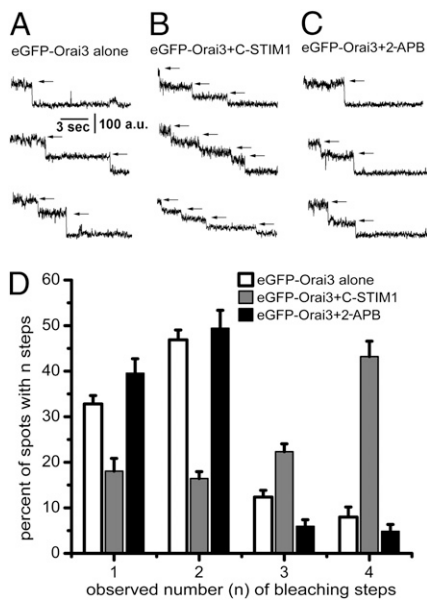 A
B
C
eGFP-Orai3 alone
eGFP-Orai3+C-STIM1
eGFP-Orai3+2-APB
3 sec
100 a.u.
D
60
50
40
30
20
10
0
percent of spots with n steps
eGFP-Orai3 alone
eGFP-Orai3+C-STIM1
eGFP-Orai3+2-APB
1 2 3 4
observed number (n) of bleaching steps